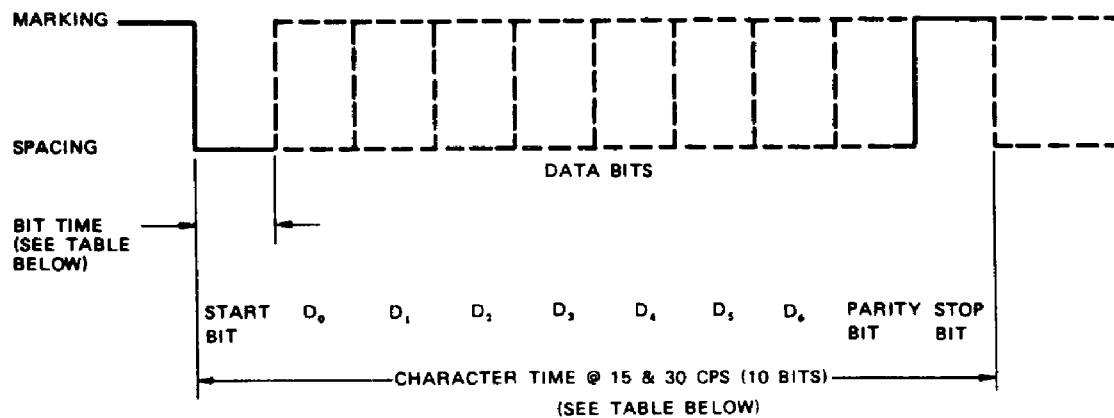 MARKING
SPACING
DATA BITS
BIT TIME
(SEE TABLE
BELOW)
START
BIT
D₀
D₁
D₂
D₃
D₄
D₅
D₆
PARITY
BIT
STOP
BIT
CHARACTER TIME @ 15 & 30 CPS (10 BITS)
(SEE TABLE BELOW)